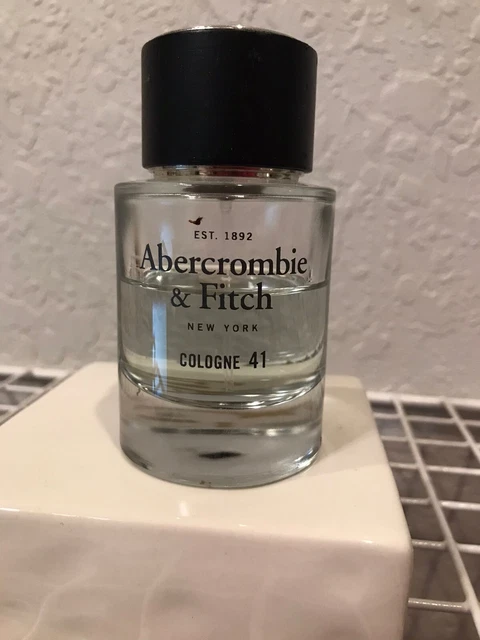 EST. 1892
Abercrombie
& Fitch
NEW YORK
COLOGNE 41